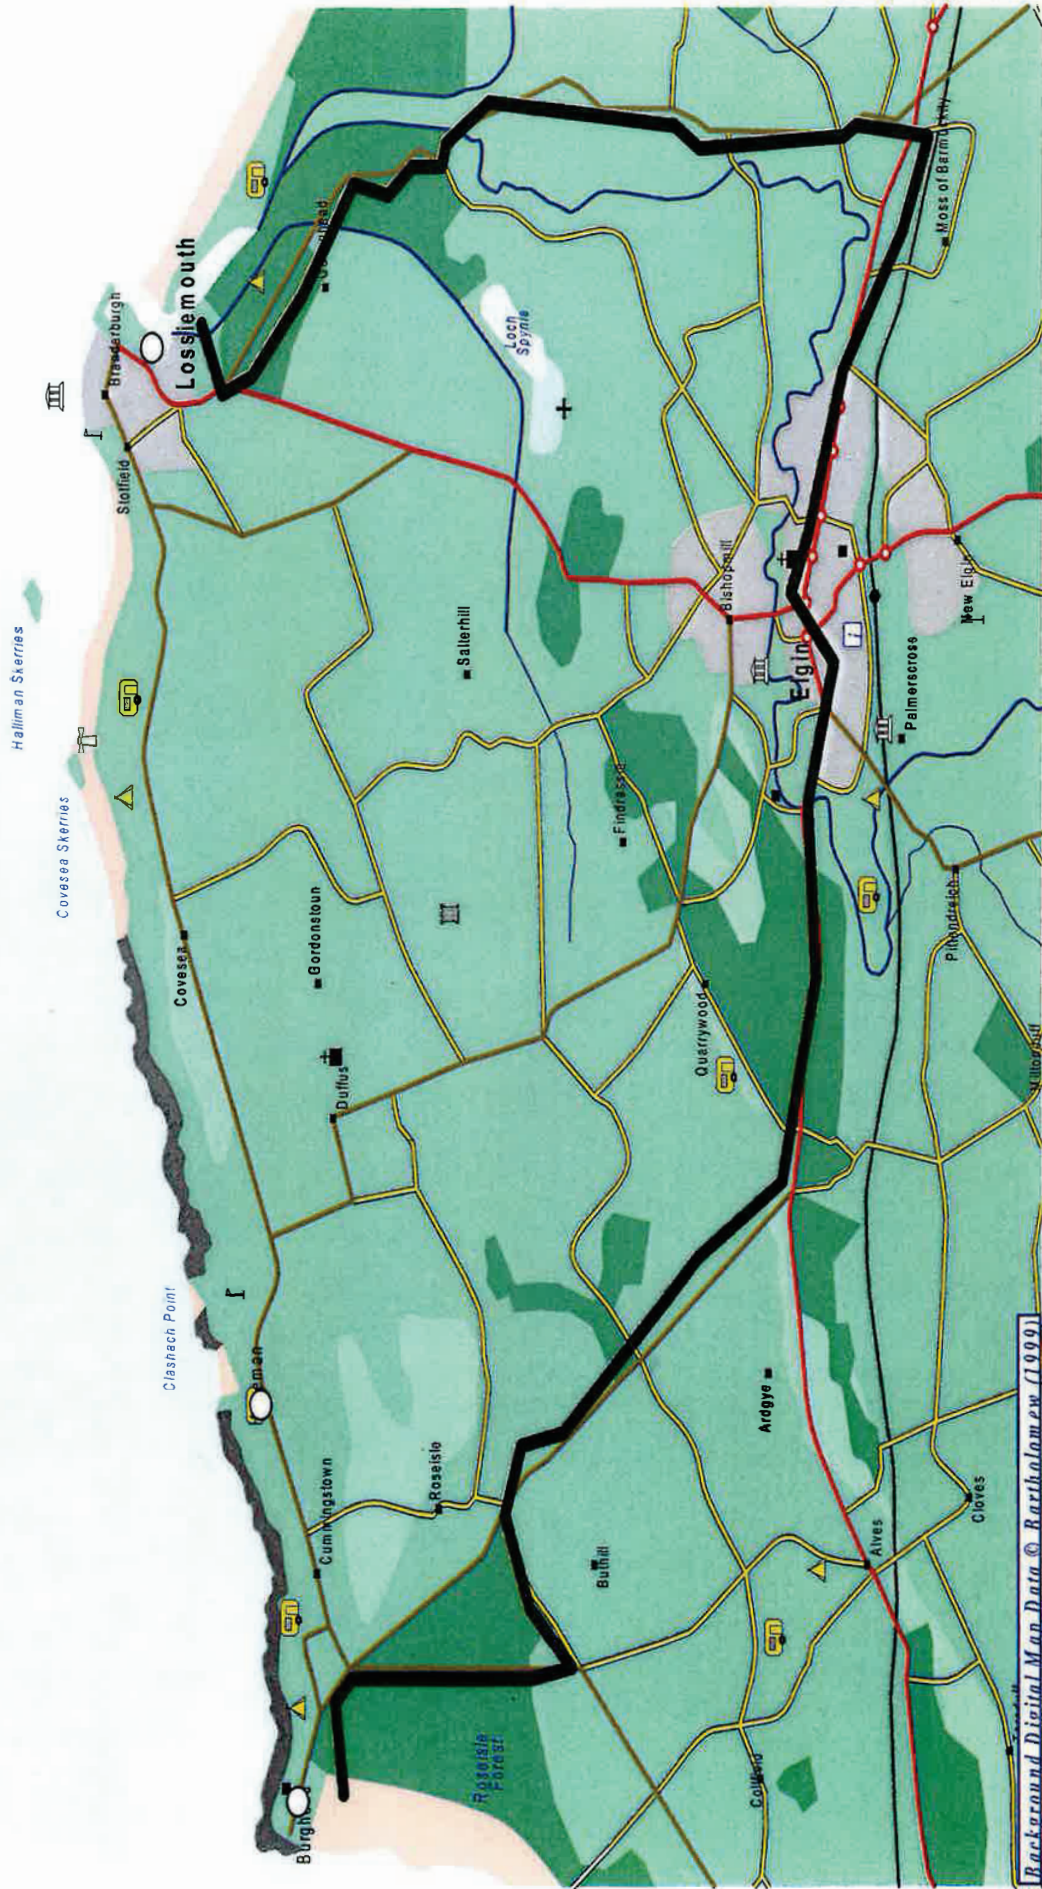 Halliman Skerries
Covesea Skerries
Clashach Point
Branderburgh
Lossiemouth
Stotfield
Covesea
Gordonstoun
Duffus
Cummingstown
Roseisle
Roseisle
Forest
Salterhill
Loch
Spynie
Findrassie
Quarrywood
Bishopmill
Elgin
New Elgin
Palmerscross
Pittendreich
Moss of Barmuckity
Ardgye
Buthill
Alves
Cloves
Background Digital Map Data © Bartholomew (1999)